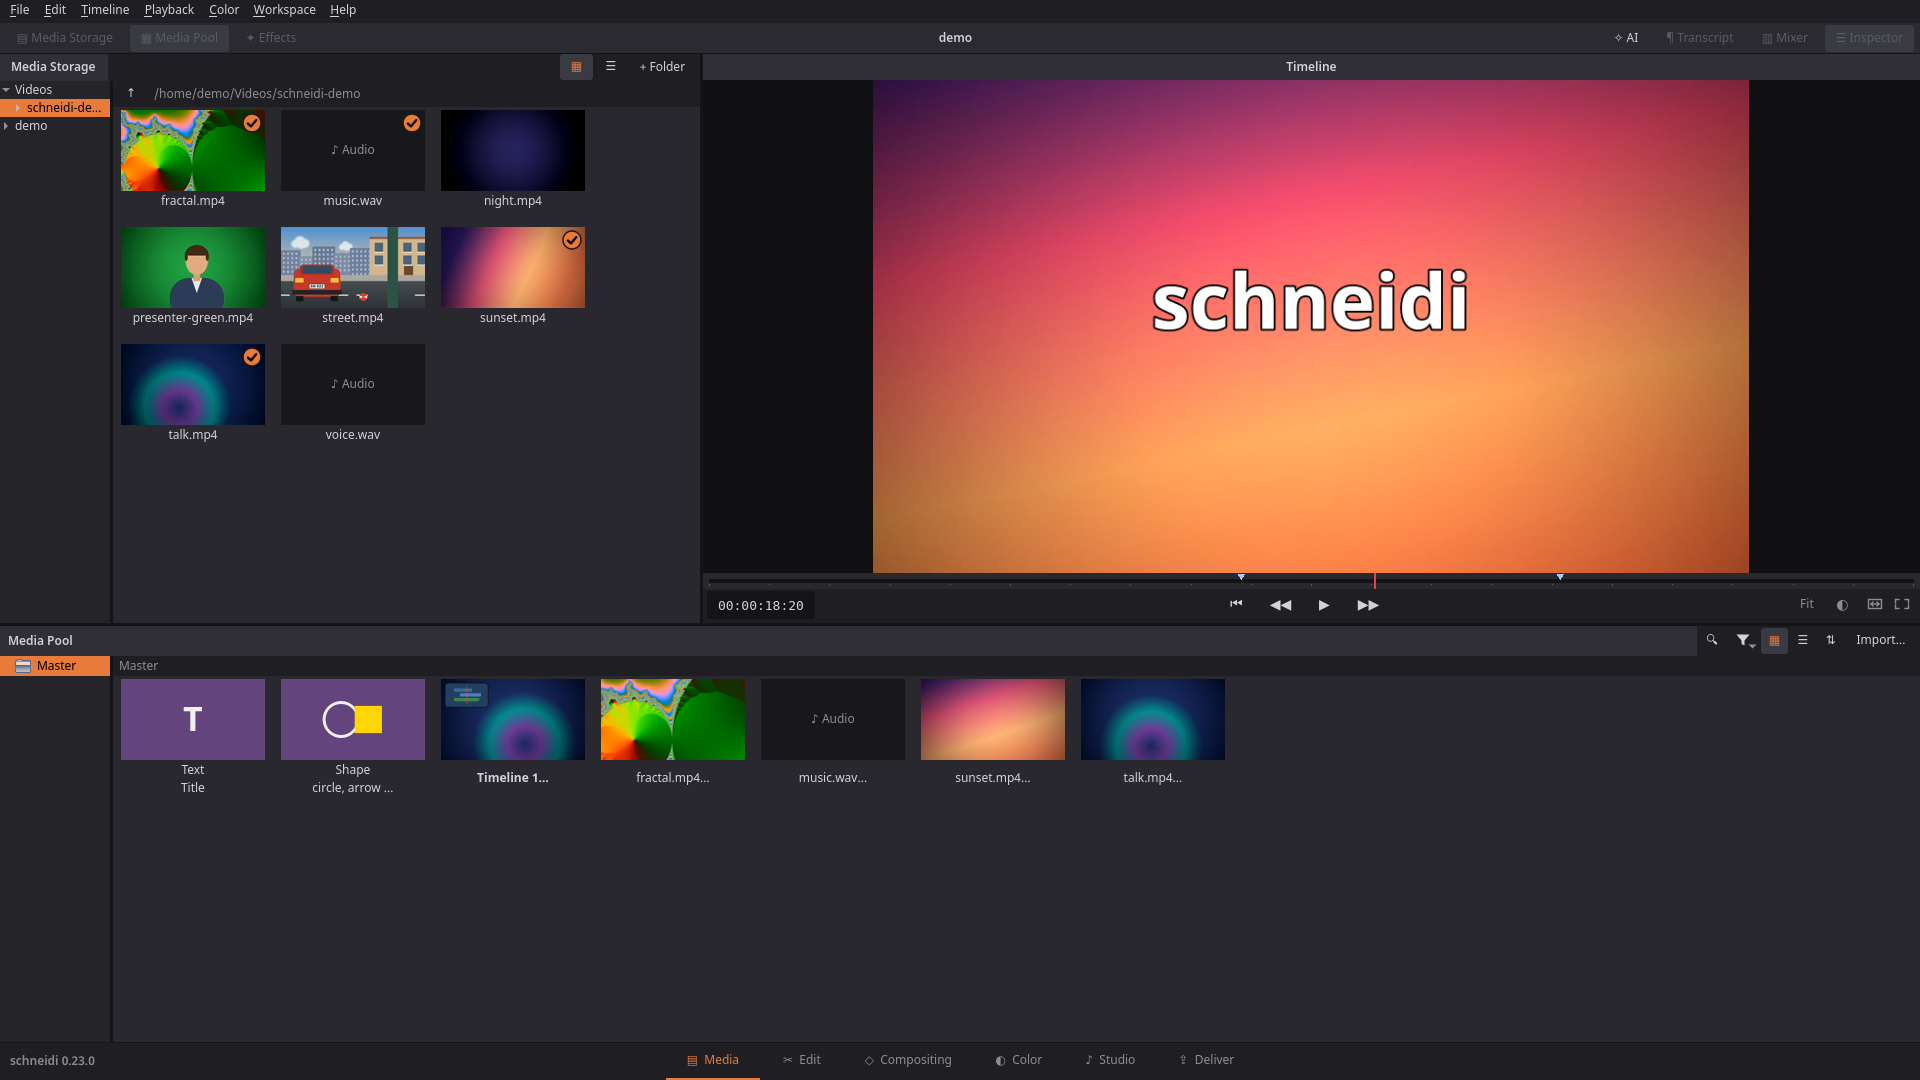 File Edit Timeline Playback Color Workspace Help
Media Storage Media Pool Effects demo AI Transcript Mixer Inspector
Media Storage + Folder Timeline
Videos
schneidi-de...
demo
/home/demo/Videos/schneidi-demo
♪ Audio
fractal.mp4 music.wav night.mp4
presenter-green.mp4 street.mp4 sunset.mp4
♪ Audio
talk.mp4 voice.wav
schneidi
00:00:18:20 Fit
Media Pool Import...
Master Master
T ♪ Audio
Text Shape Timeline 1... fractal.mp4... music.wav... sunset.mp4... talk.mp4...
Title circle, arrow ...
schneidi 0.23.0 Media Edit Compositing Color Studio Deliver